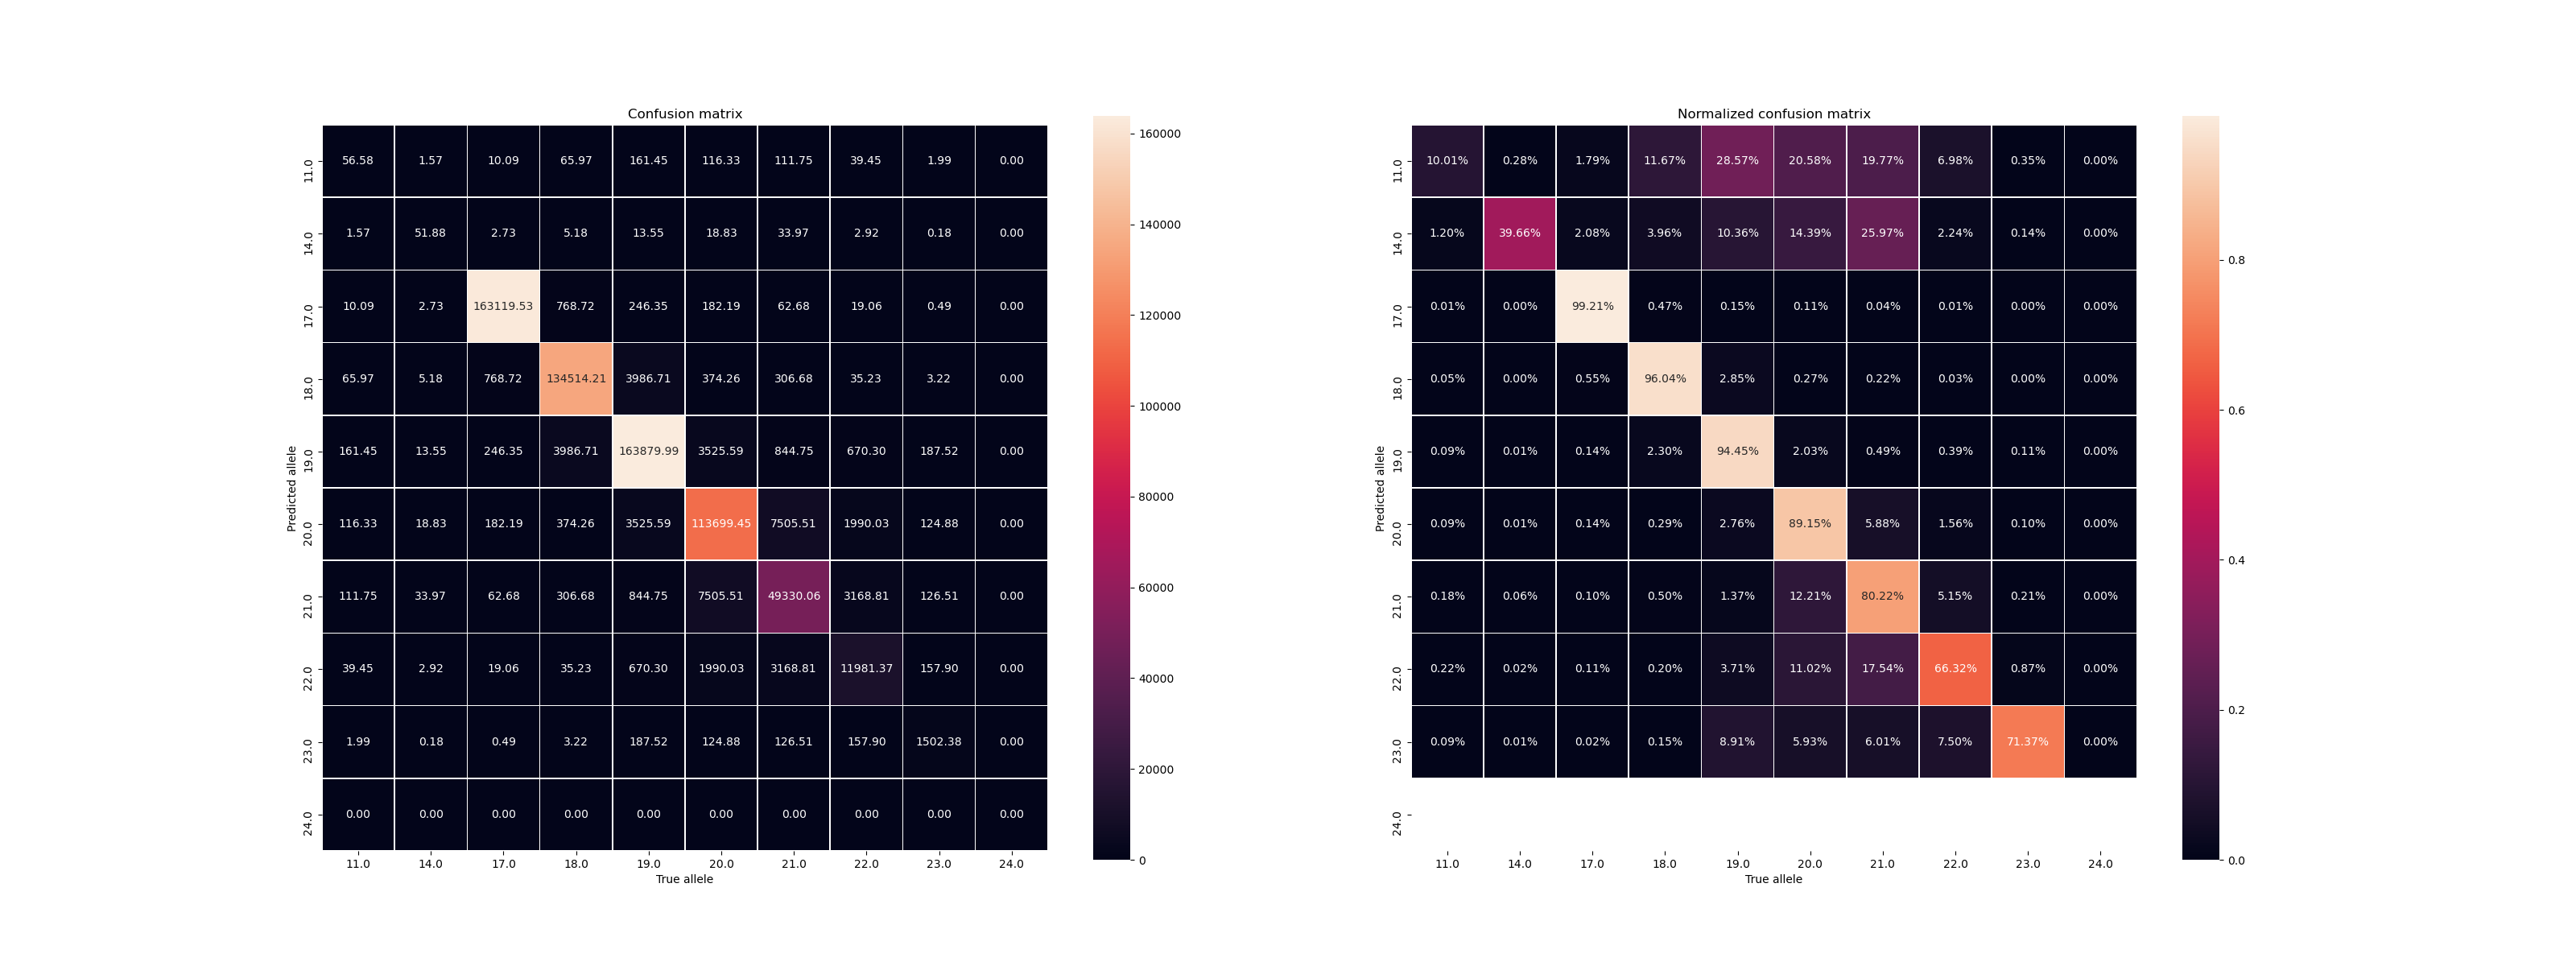 Confusion matrix
11.0 56.58 1.57 10.09 65.97 161.45 116.33 111.75 39.45 1.99 0.00
14.0 1.57 51.88 2.73 5.18 13.55 18.83 33.97 2.92 0.18 0.00
17.0 10.09 2.73 163119.53 768.72 246.35 182.19 62.68 19.06 0.49 0.00
18.0 65.97 5.18 768.72 134514.21 3986.71 374.26 306.68 35.23 3.22 0.00
19.0 161.45 13.55 246.35 3986.71 163879.99 3525.59 844.75 670.30 187.52 0.00
20.0 116.33 18.83 182.19 374.26 3525.59 113699.45 7505.51 1990.03 124.88 0.00
21.0 111.75 33.97 62.68 306.68 844.75 7505.51 49330.06 3168.81 126.51 0.00
22.0 39.45 2.92 19.06 35.23 670.30 1990.03 3168.81 11981.37 157.90 0.00
23.0 1.99 0.18 0.49 3.22 187.52 124.88 126.51 157.90 1502.38 0.00
24.0 0.00 0.00 0.00 0.00 0.00 0.00 0.00 0.00 0.00 0.00
11.0 14.0 17.0 18.0 19.0 20.0 21.0 22.0 23.0 24.0
True allele
Predicted allele
160000
140000
120000
100000
80000
60000
40000
20000
0
Normalized confusion matrix
11.0 10.01% 0.28% 1.79% 11.67% 28.57% 20.58% 19.77% 6.98% 0.35% 0.00%
14.0 1.20% 39.66% 2.08% 3.96% 10.36% 14.39% 25.97% 2.24% 0.14% 0.00%
17.0 0.01% 0.00% 99.21% 0.47% 0.15% 0.11% 0.04% 0.01% 0.00% 0.00%
18.0 0.05% 0.00% 0.55% 96.04% 2.85% 0.27% 0.22% 0.03% 0.00% 0.00%
19.0 0.09% 0.01% 0.14% 2.30% 94.45% 2.03% 0.49% 0.39% 0.11% 0.00%
20.0 0.09% 0.01% 0.14% 0.29% 2.76% 89.15% 5.88% 1.56% 0.10% 0.00%
21.0 0.18% 0.06% 0.10% 0.50% 1.37% 12.21% 80.22% 5.15% 0.21% 0.00%
22.0 0.22% 0.02% 0.11% 0.20% 3.71% 11.02% 17.54% 66.32% 0.87% 0.00%
23.0 0.09% 0.01% 0.02% 0.15% 8.91% 5.93% 6.01% 7.50% 71.37% 0.00%
24.0
11.0 14.0 17.0 18.0 19.0 20.0 21.0 22.0 23.0 24.0
True allele
Predicted allele
0.8
0.6
0.4
0.2
0.0